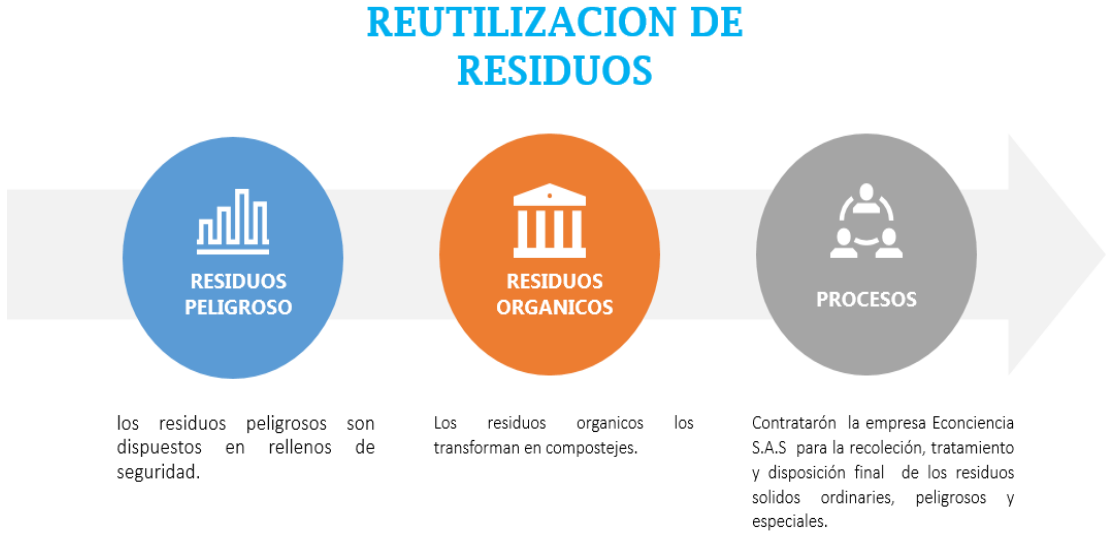 REUTILIZACION DE
RESIDUOS
RESIDUOS
PELIGROSO
RESIDUOS
ORGANICOS
PROCESOS
los residuos peligrosos son
dispuestos en rellenos de
seguridad.
Los residuos organicos los
transforman en compostejes.
Contratarón la empresa Econciencia
S.A.S para la recoleción, tratamiento
y disposición final de los residuos
solidos ordinaries, peligrosos y
especiales.